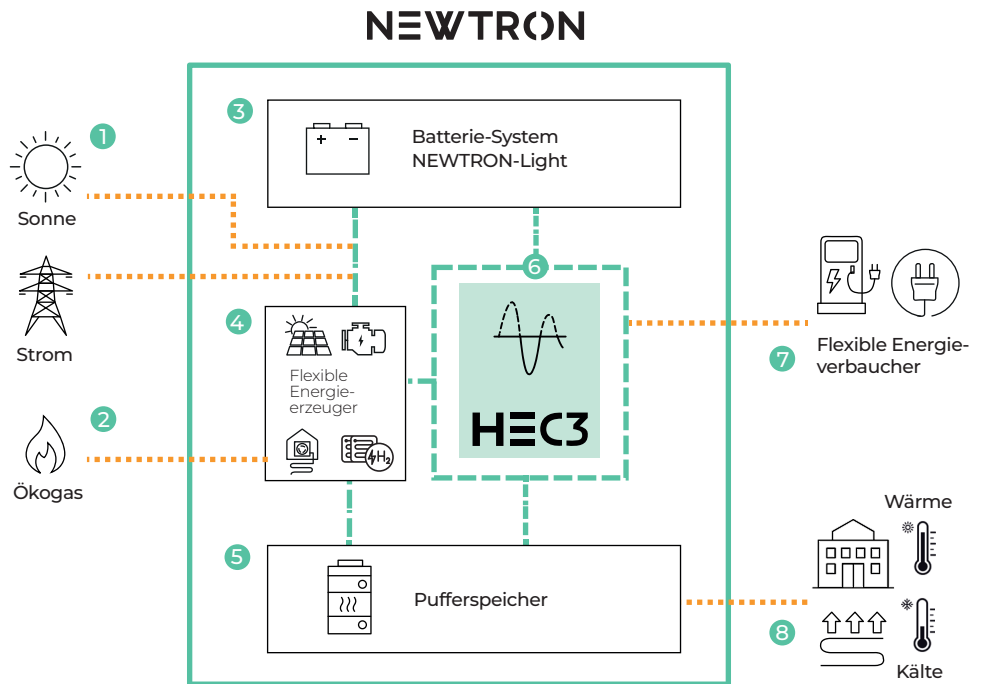 NEWTRON
1
Sonne
Strom
2
Ökogas
3
+ −
Batterie-System
NEWTRON-Light
4
Flexible
Energie-
erzeuger
H₂
6
HEC3
5
Pufferspeicher
7
Flexible Energie-
verbaucher
Wärme
8
Kälte